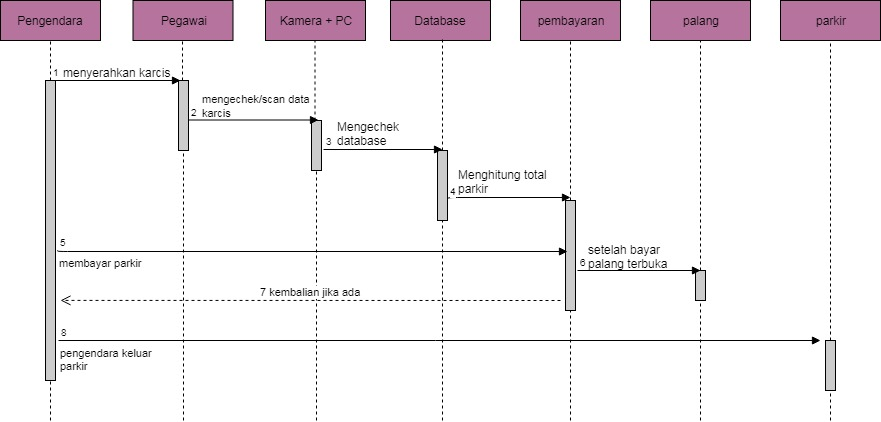 Pengendara
Pegawai
Kamera + PC
Database
pembayaran
palang
parkir
1 menyerahkan karcis
mengechek/scan data
2 karcis
Mengechek
3 database
Menghitung total
4 parkir
5
membayar parkir
setelah bayar
6 palang terbuka
7 kembalian jika ada
8
pengendara keluar
parkir